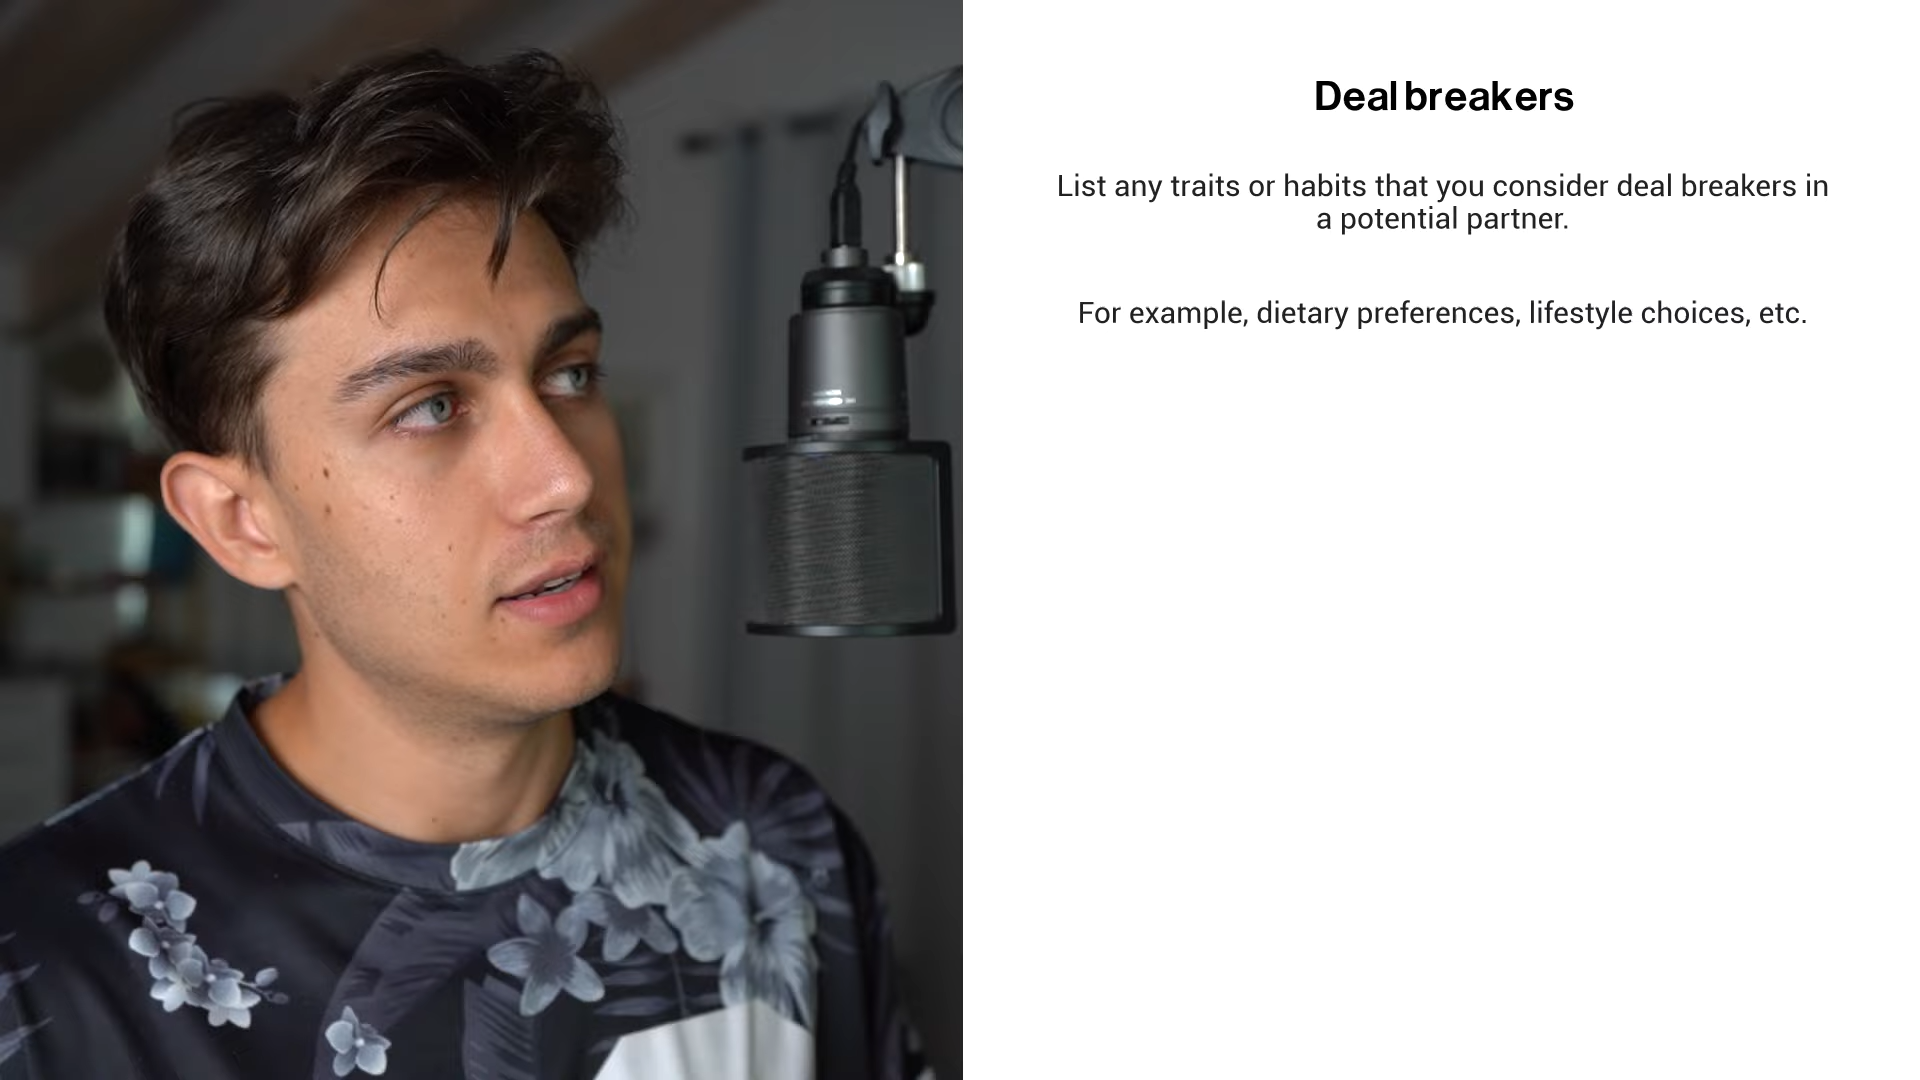 Deal breakers
List any traits or habits that you consider deal breakers in
a potential partner.
For example, dietary preferences, lifestyle choices, etc.